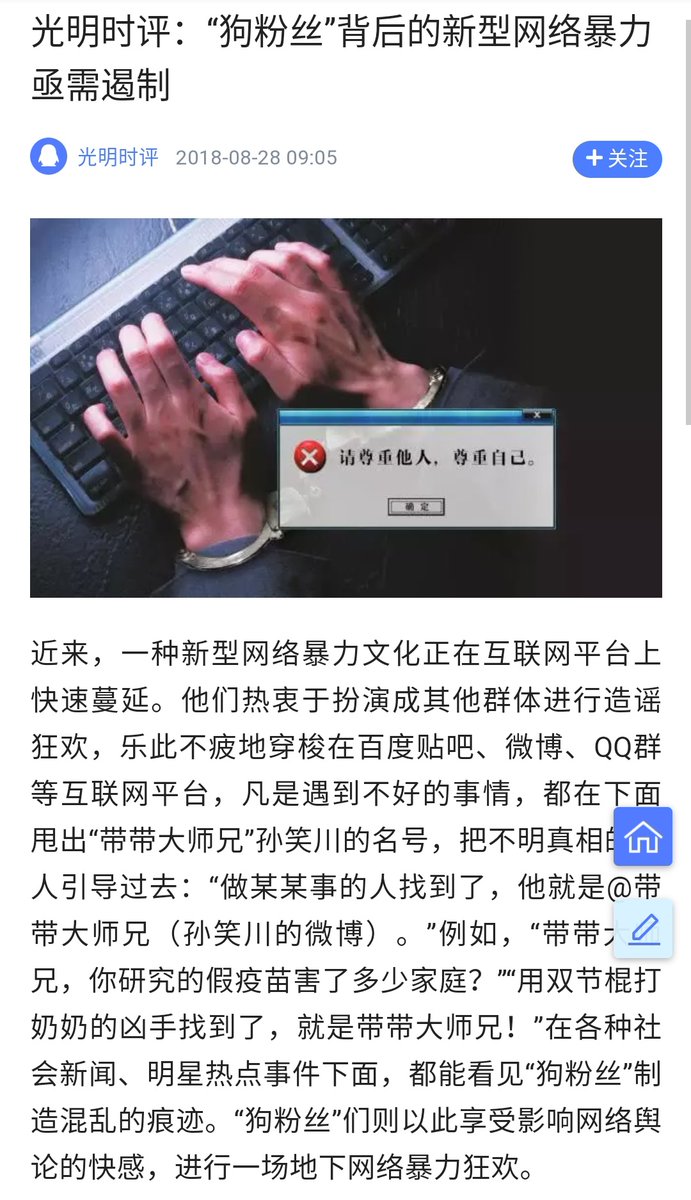 光明时评：“狗粉丝”背后的新型网络暴力
亟需遏制
光明时评 2018-08-28 09:05
+关注
请尊重他人，尊重自己。
确定
近来，一种新型网络暴力文化正在互联网平台上
快速蔓延。他们热衷于扮演成其他群体进行造谣
狂欢，乐此不疲地穿梭在百度贴吧、微博、QQ群
等互联网平台，凡是遇到不好的事情，都在下面
甩出“带带大师兄”孙笑川的名号，把不明真相
人引导过去：“做某某事的人找到了，他就是@带
带大师兄（孙笑川的微博）。”例如，“带带大
兄，你研究的假疫苗害了多少家庭？”“用双节棍打
奶奶的凶手找到了，就是带带大师兄！”在各种社
会新闻、明星热点事件下面，都能看见“狗粉丝”制
造混乱的痕迹。“狗粉丝”们则以此享受影响网络舆
论的快感，进行一场地下网络暴力狂欢。